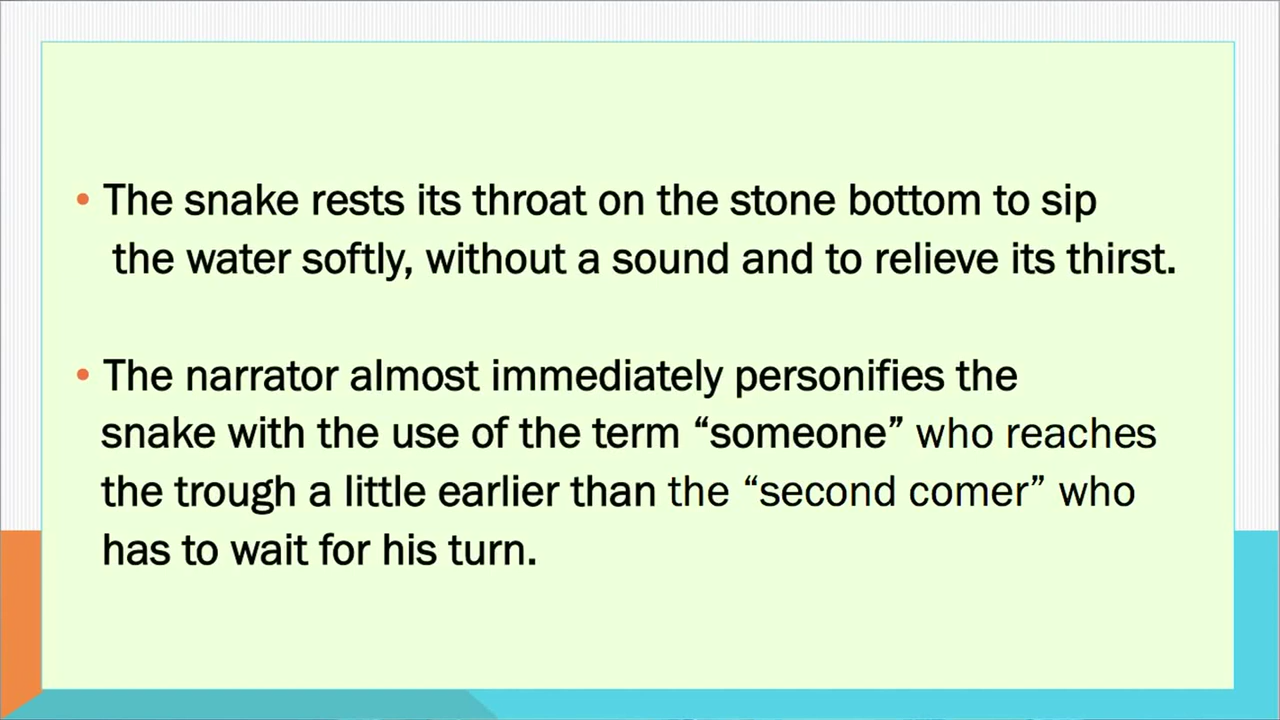 • The snake rests its throat on the stone bottom to sip
the water softly, without a sound and to relieve its thirst.
• The narrator almost immediately personifies the
snake with the use of the term “someone” who reaches
the trough a little earlier than the “second comer” who
has to wait for his turn.